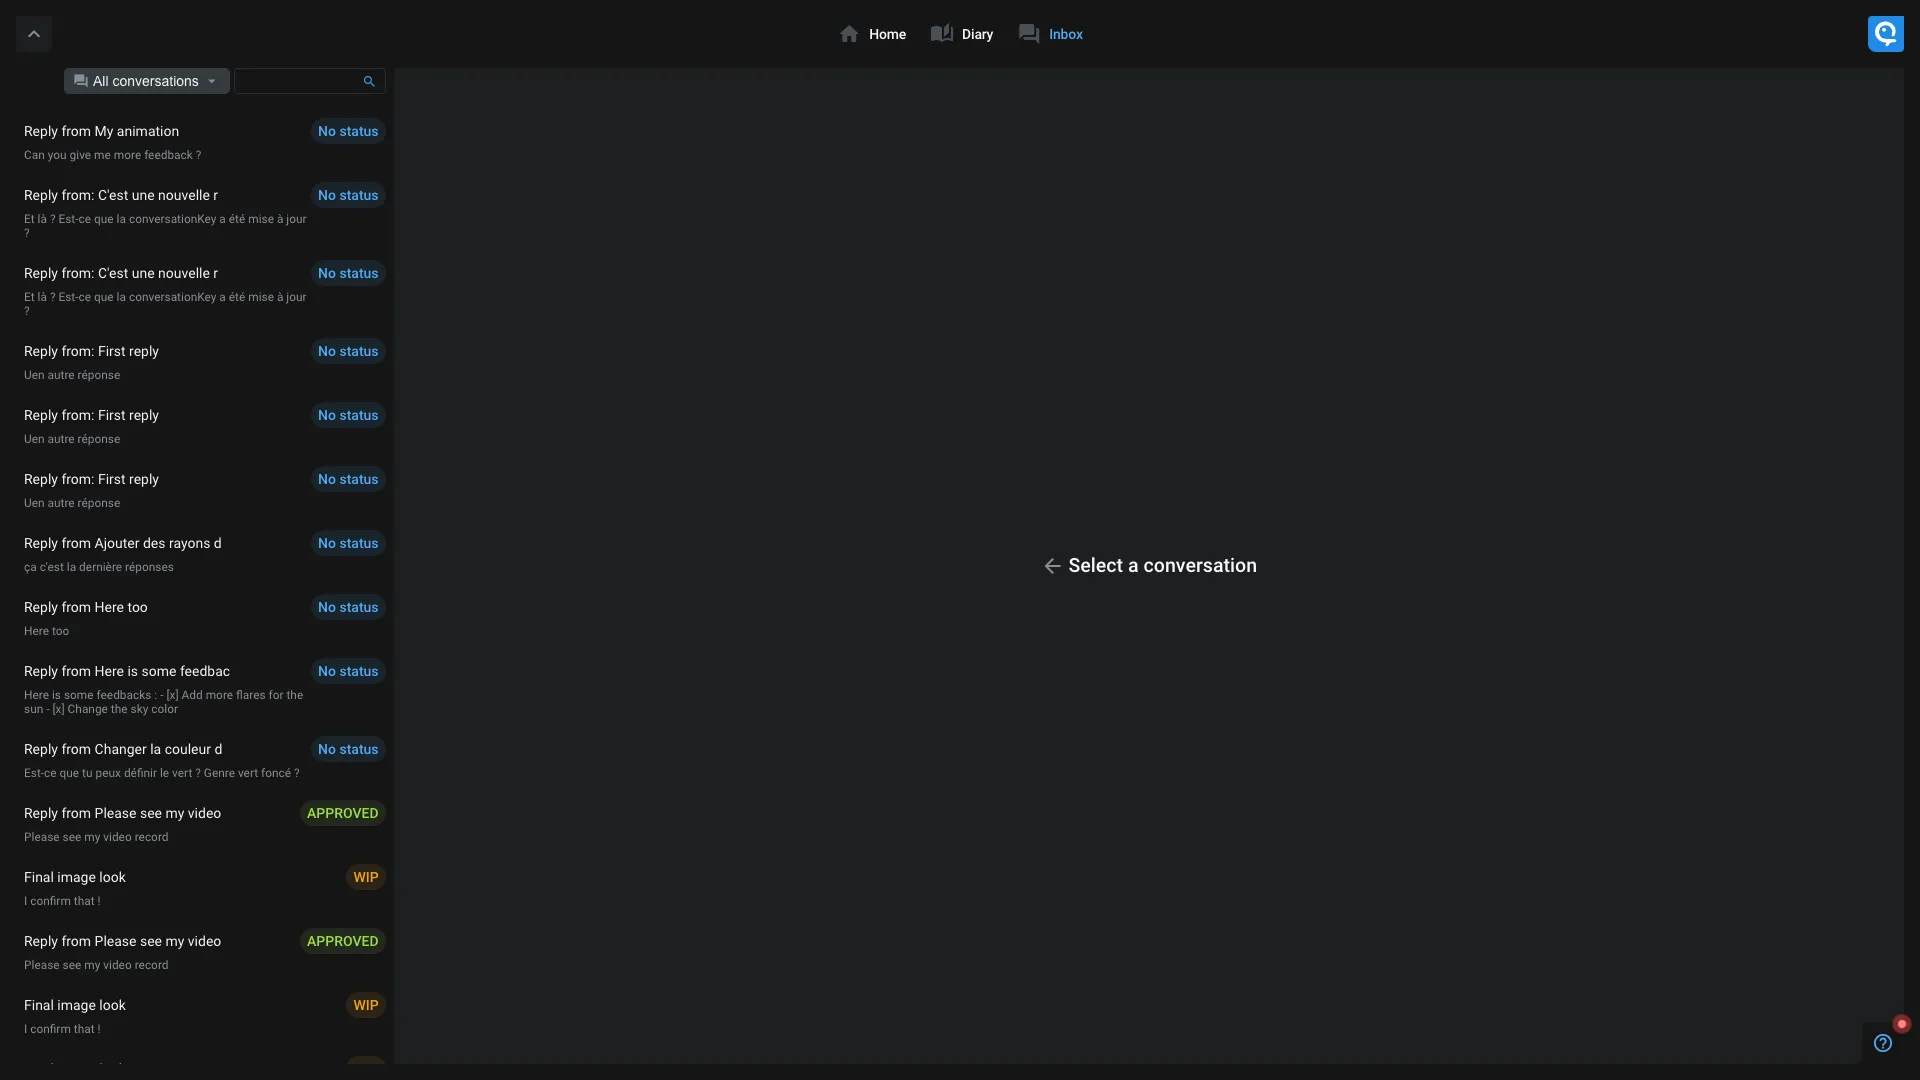 Home
Diary
Inbox
All conversations
Reply from My animation
No status
Can you give me more feedback ?
Reply from: C'est une nouvelle r
No status
Et là ? Est-ce que la conversationKey a été mise à jour
?
Reply from: C'est une nouvelle r
No status
Et là ? Est-ce que la conversationKey a été mise à jour
?
Reply from: First reply
No status
Uen autre réponse
Reply from: First reply
No status
Uen autre réponse
Reply from: First reply
No status
Uen autre réponse
Reply from Ajouter des rayons d
No status
ça c'est la dernière réponses
Reply from Here too
No status
Here too
Reply from Here is some feedbac
No status
Here is some feedbacks : - [x] Add more flares for the
sun - [x] Change the sky color
Reply from Changer la couleur d
No status
Est-ce que tu peux définir le vert ? Genre vert foncé ?
Reply from Please see my video
APPROVED
Please see my video record
Final image look
WIP
I confirm that !
Reply from Please see my video
APPROVED
Please see my video record
Final image look
WIP
I confirm that !
Select a conversation